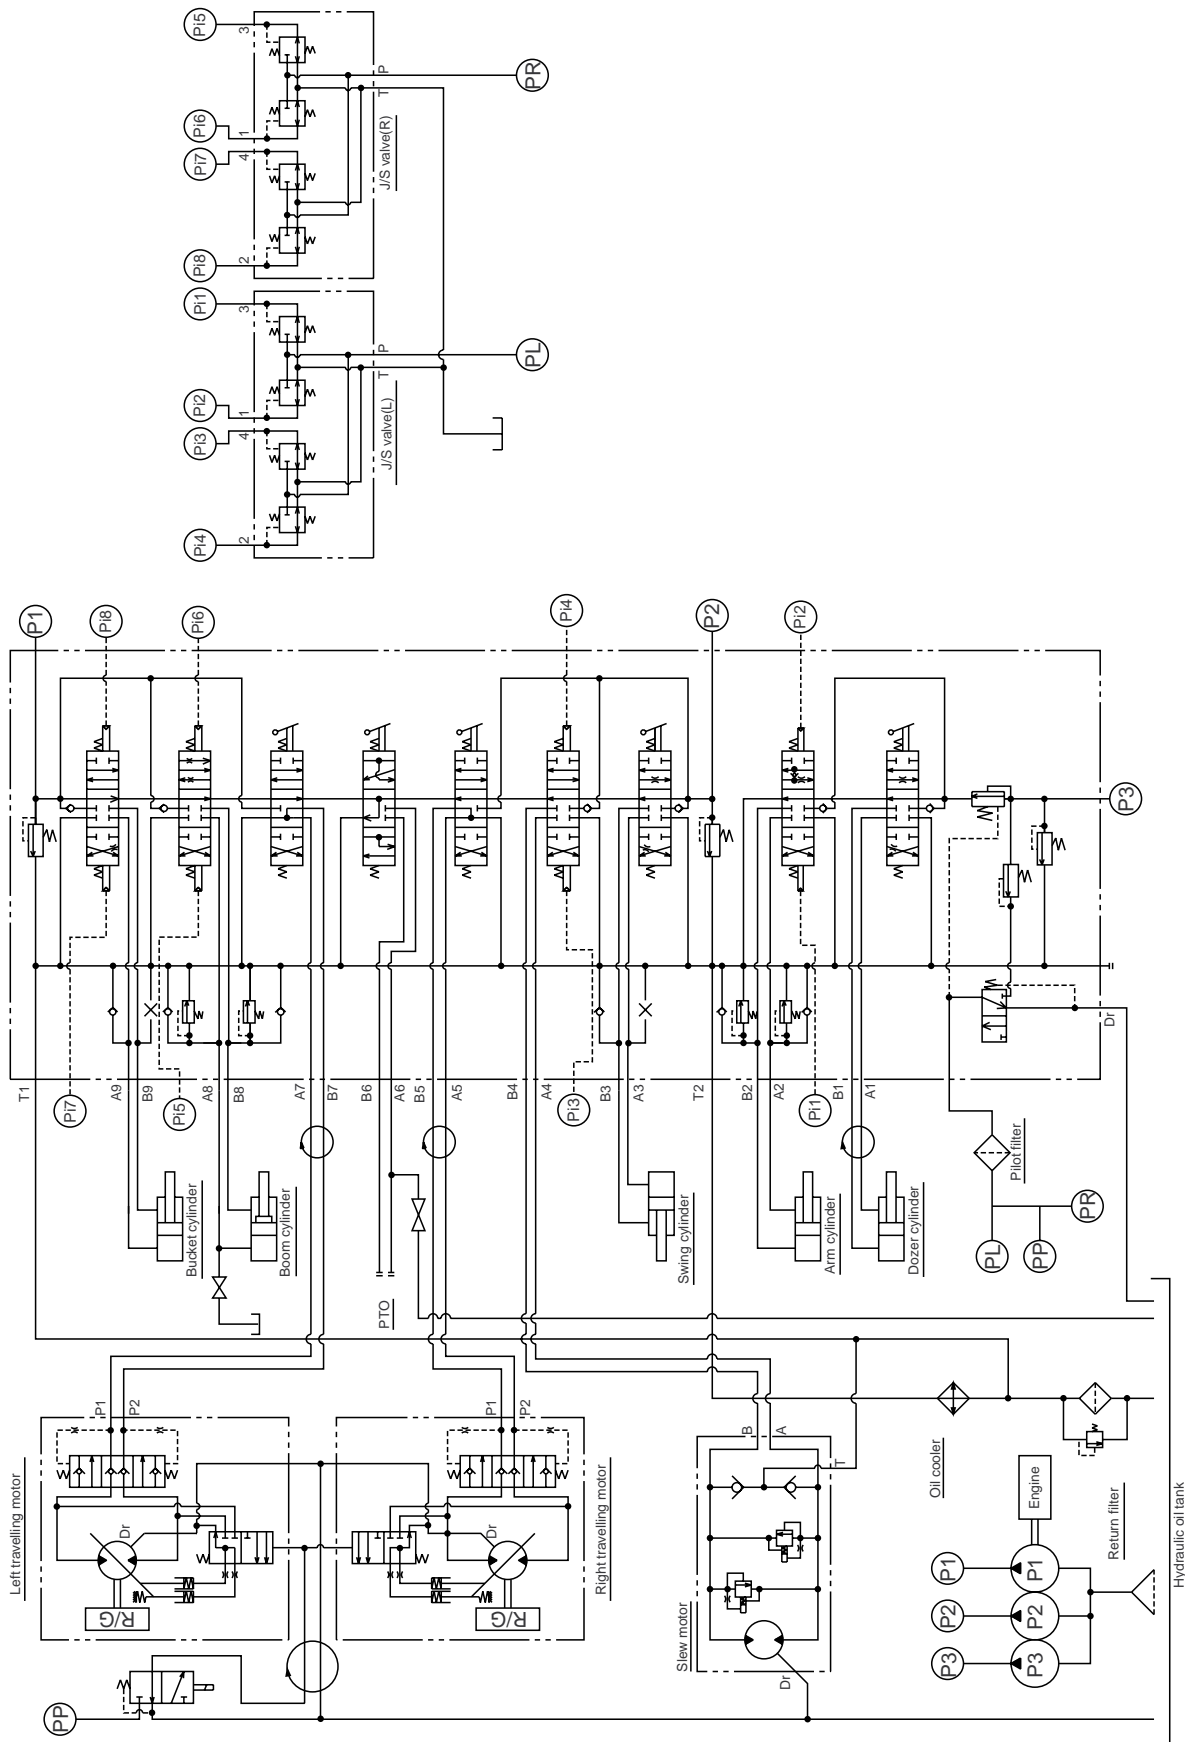 Pi5
3
Pi6
1
Pi7
4
Pi8
2
P
T
PR
J/S valve(R)
Pi1
3
Pi2
1
Pi3
4
Pi4
2
P
T
PL
J/S valve(L)
P1
Pi8
Pi6
Pi4
P2
Pi2
P3
T1
Pi7
A9
B9
Pi5
A8
B8
A7
B7
B6
A6
B5
A5
B4
A4
Pi3
B3
A3
T2
B2
A2
Pi1
B1
A1
Dr
Pilot filter
PL
PP
PR
Bucket cylinder
Boom cylinder
PTO
Swing cylinder
Arm cylinder
Dozer cylinder
Left travelling motor
P1
P2
Dr
R/G
Right travelling motor
P1
P2
Dr
R/G
PP
Slew motor
B
A
T
Dr
Oil cooler
Engine
Return filter
Hydraulic oil tank
P1
P2
P3
P1
P2
P3